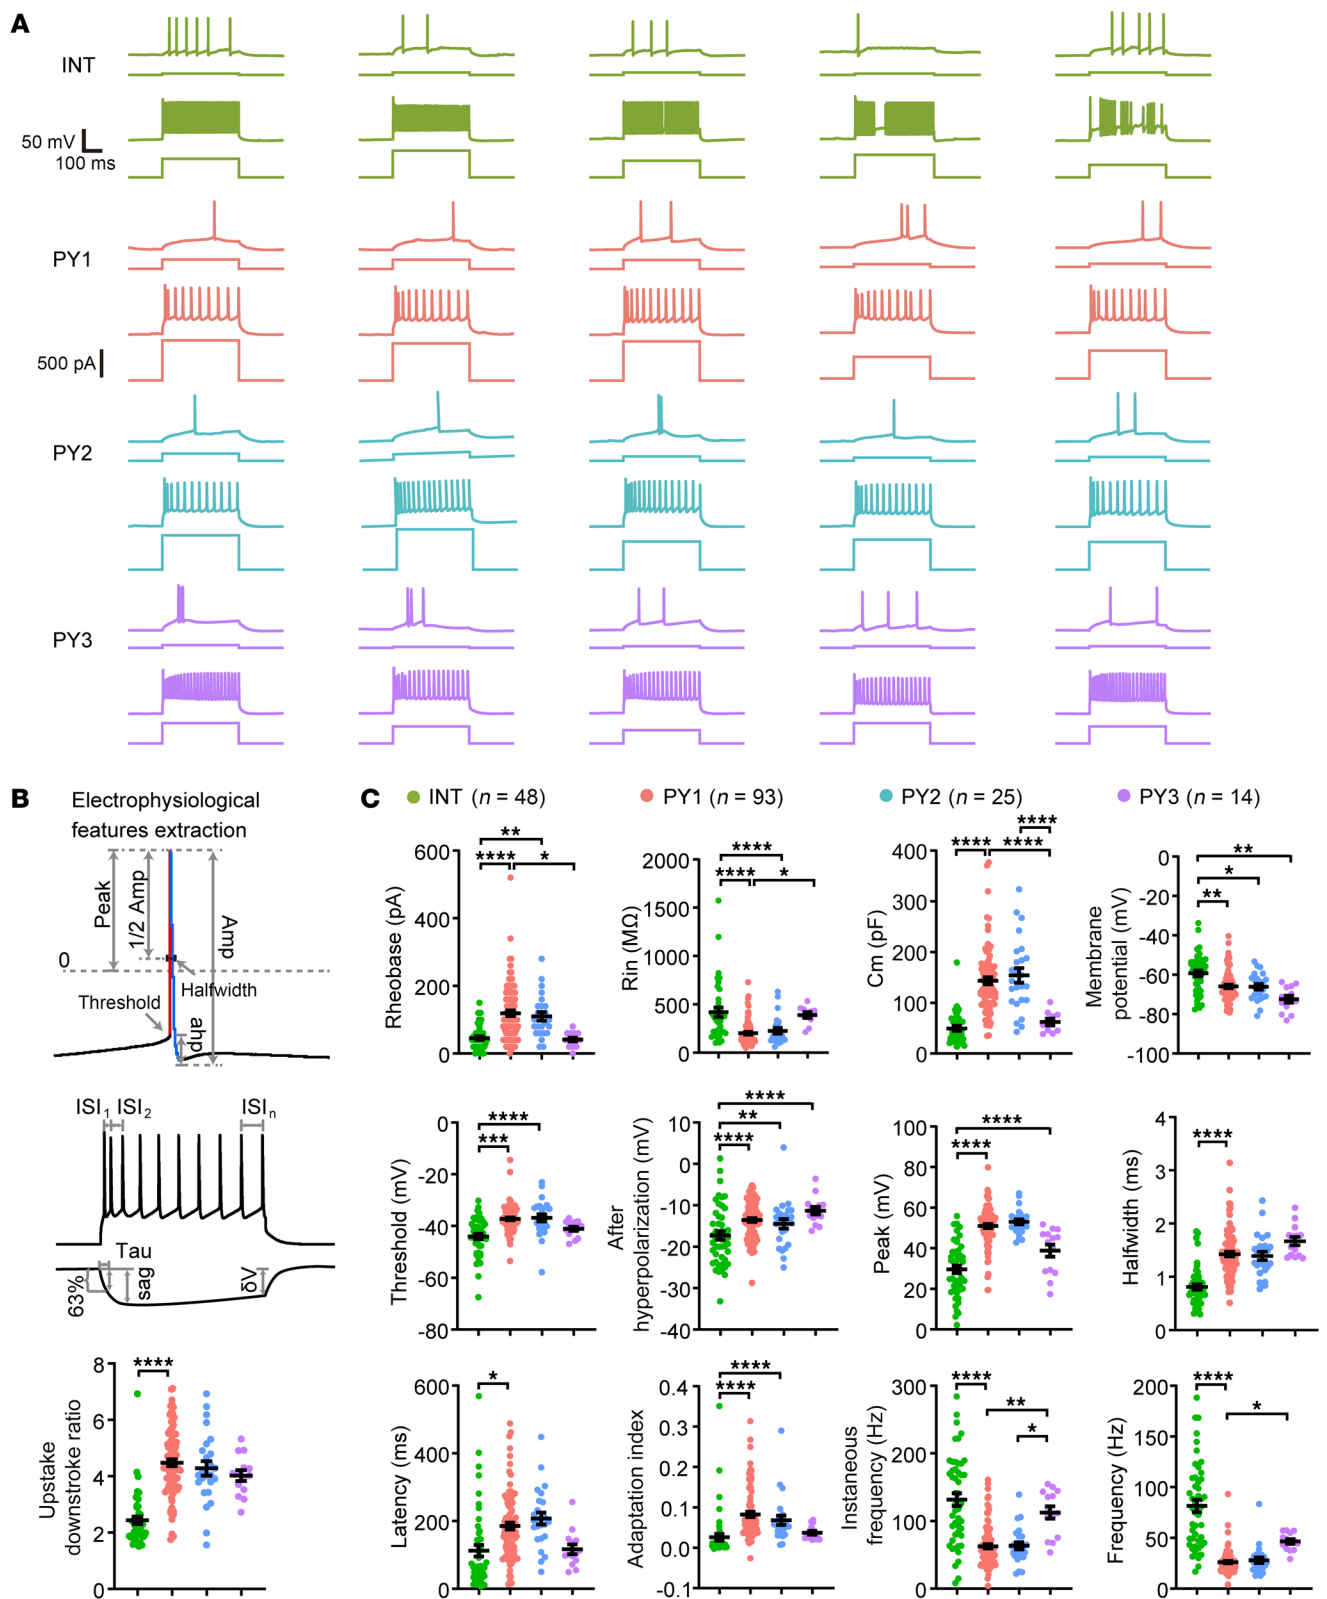 A
INT
50 mV
100 ms
PY1
500 pA
PY2
PY3
B
Electrophysiological
features extraction
Peak
1/2 Amp
Amp
0
Threshold
Halfwidth
ahp
ISI1
ISI2
ISIn
Tau
63%
sag
δV
C
INT (n = 48)
PY1 (n = 93)
PY2 (n = 25)
PY3 (n = 14)
Rheobase (pA)
600
400
200
0
**
****
*
Rin (MΩ)
2000
1500
1000
500
0
****
****
*
Cm (pF)
400
300
200
100
0
****
****
****
Membrane
potential (mV)
0
-20
-40
-60
-80
-100
**
*
**
Threshold (mV)
0
-20
-40
-60
-80
****
***
After
hyperpolarization (mV)
10
0
-10
-20
-30
-40
****
**
****
Peak (mV)
100
80
60
40
20
0
****
****
Halfwidth (ms)
4
3
2
1
0
****
Upstake
downstroke ratio
8
6
4
2
0
****
Latency (ms)
600
400
200
0
*
Adaptation index
0.4
0.3
0.2
0.1
0.0
-0.1
****
****
Instaneous
frequency (Hz)
300
200
100
0
****
**
*
Frequency (Hz)
200
150
100
50
0
****
*